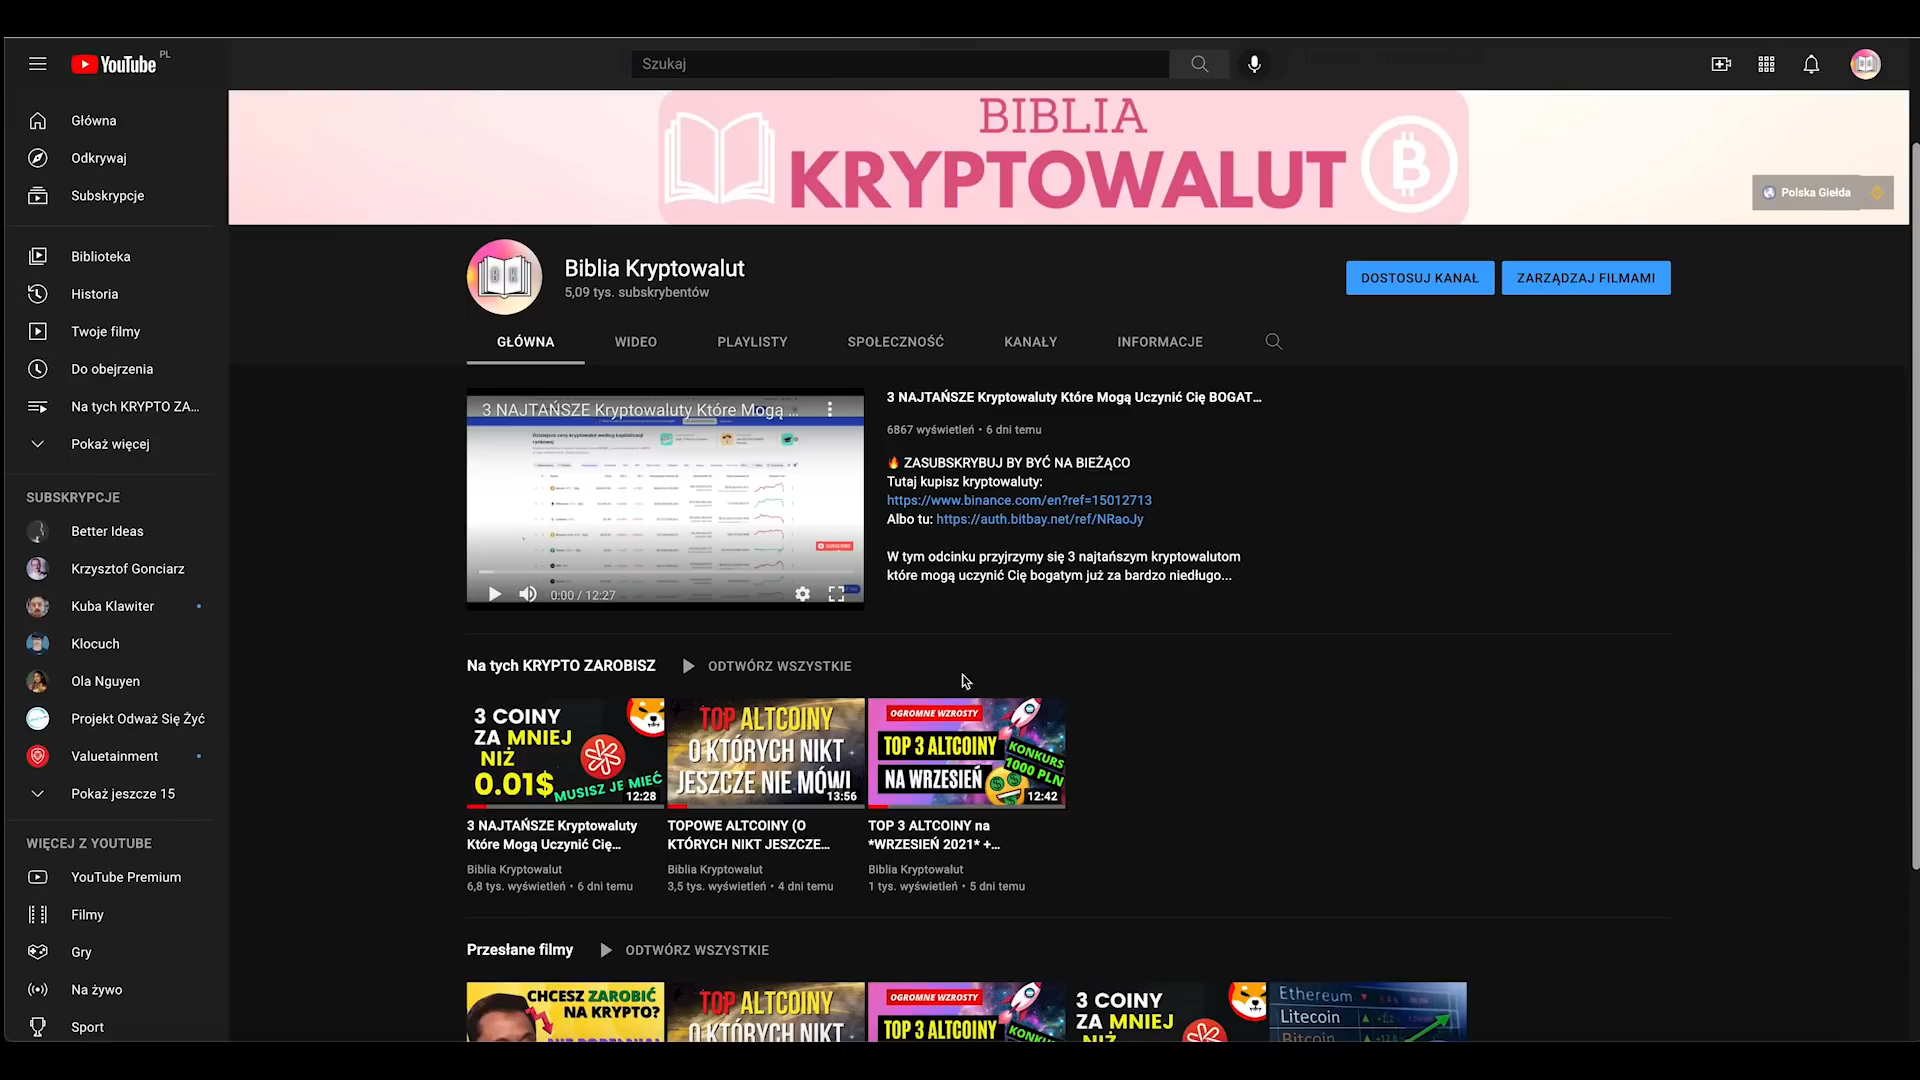 YouTube PL
Szukaj
Główna
Odkrywaj
Subskrypcje
Biblioteka
Historia
Twoje filmy
Do obejrzenia
Na tych KRYPTO ZA...
Pokaż więcej
SUBSKRYPCJE
Better Ideas
Krzysztof Gonciarz
Kuba Klawiter
Klocuch
Ola Nguyen
Projekt Odważ Się Żyć
Valuetainment
Pokaż jeszcze 15
WIĘCEJ Z YOUTUBE
YouTube Premium
Filmy
Gry
Na żywo
Sport
BIBLIA
KRYPTOWALUT
Polska Giełda
Biblia Kryptowalut
5,09 tys. subskrybentów
DOSTOSUJ KANAŁ
ZARZĄDZAJ FILMAMI
GŁÓWNA
WIDEO
PLAYLISTY
SPOŁECZNOŚĆ
KANAŁY
INFORMACJE
3 NAJTAŃSZE Kryptowaluty Które Mogą ...
SUBSCRIBE
0:00 / 12:27
3 NAJTAŃSZE Kryptowaluty Które Mogą Uczynić Cię BOGAT...
6867 wyświetleń • 6 dni temu
ZASUBSKRYBUJ BY BYĆ NA BIEŻĄCO
Tutaj kupisz kryptowaluty:
https://www.binance.com/en?ref=15012713
Albo tu: https://auth.bitbay.net/ref/NRaoJy
W tym odcinku przyjrzymy się 3 najtańszym kryptowalutom
które mogą uczynić Cię bogatym już za bardzo niedługo...
Na tych KRYPTO ZAROBISZ
ODTWÓRZ WSZYSTKIE
3 COINY
ZA MNIEJ
NIŻ
0.01$
MUSISZ JE MIEĆ
12:28
3 NAJTAŃSZE Kryptowaluty
Które Mogą Uczynić Cię...
Biblia Kryptowalut
6,8 tys. wyświetleń • 6 dni temu
TOP ALTCOINY
O KTÓRYCH NIKT
JESZCZE NIE MÓWI
13:56
TOPOWE ALTCOINY (O
KTÓRYCH NIKT JESZCZE...
Biblia Kryptowalut
3,5 tys. wyświetleń • 4 dni temu
OGROMNE WZROSTY
TOP 3 ALTCOINY
NA WRZESIEŃ
KONKURS
1000 PLN
12:42
TOP 3 ALTCOINY na
*WRZESIEŃ 2021* +...
Biblia Kryptowalut
1 tys. wyświetleń • 5 dni temu
Przesłane filmy
ODTWÓRZ WSZYSTKIE
CHCESZ ZAROBIĆ
NA KRYPTO?
TOP ALTCOINY
O KTÓRYCH NIKT
OGROMNE WZROSTY
TOP 3 ALTCOINY
3 COINY
ZA MNIEJ
NIŻ
Ethereum
Litecoin
Bitcoin